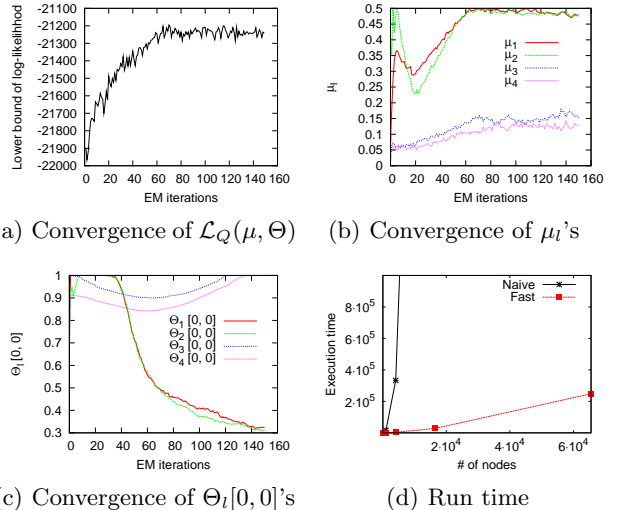 -21100
-21200
-21300
-21400
-21500
-21600
-21700
-21800
-21900
-22000
Lower bound of log-likelihhod
0 20 40 60 80 100 120 140 160
EM iterations
a) Convergence of ℒ_Q(μ, Θ)
0.5
0.45
0.4
0.35
0.3
0.25
0.2
0.15
0.1
0.05
0
μ_l
μ_1
μ_2
μ_3
μ_4
0 20 40 60 80 100 120 140 160
EM iterations
(b) Convergence of μ_l's
1
0.9
0.8
0.7
0.6
0.5
0.4
0.3
Θ_l[0, 0]
Θ_1 [0, 0]
Θ_2 [0, 0]
Θ_3 [0, 0]
Θ_4 [0, 0]
0 20 40 60 80 100 120 140 160
EM iterations
(c) Convergence of Θ_l[0, 0]'s
Naive
Fast
8·10^5
6·10^5
4·10^5
2·10^5
Execution time
2·10^4 4·10^4 6·10^4
# of nodes
(d) Run time